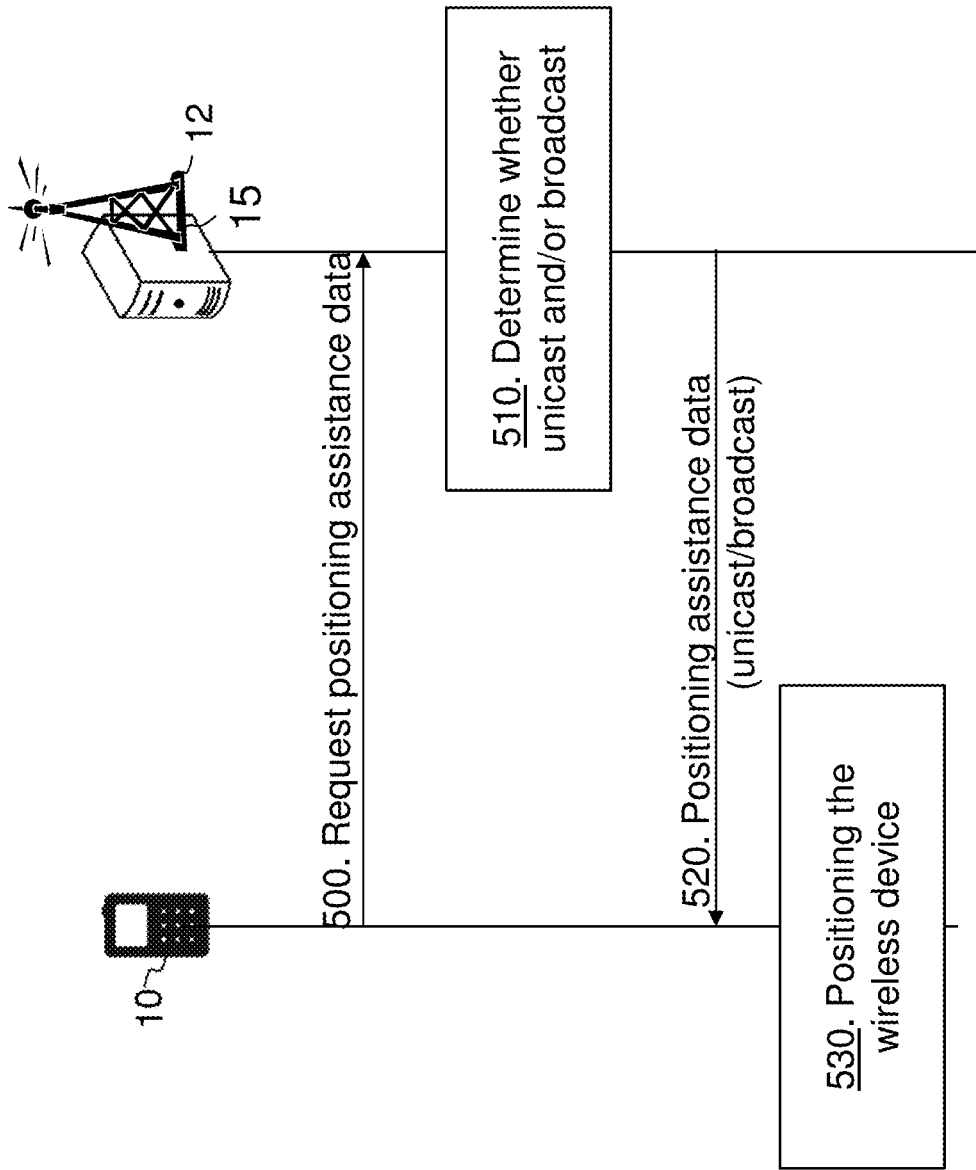 10
12
15
500. Request positioning assistance data
510. Determine whether
unicast and/or broadcast
520. Positioning assistance data
(unicast/broadcast)
530. Positioning the
wireless device